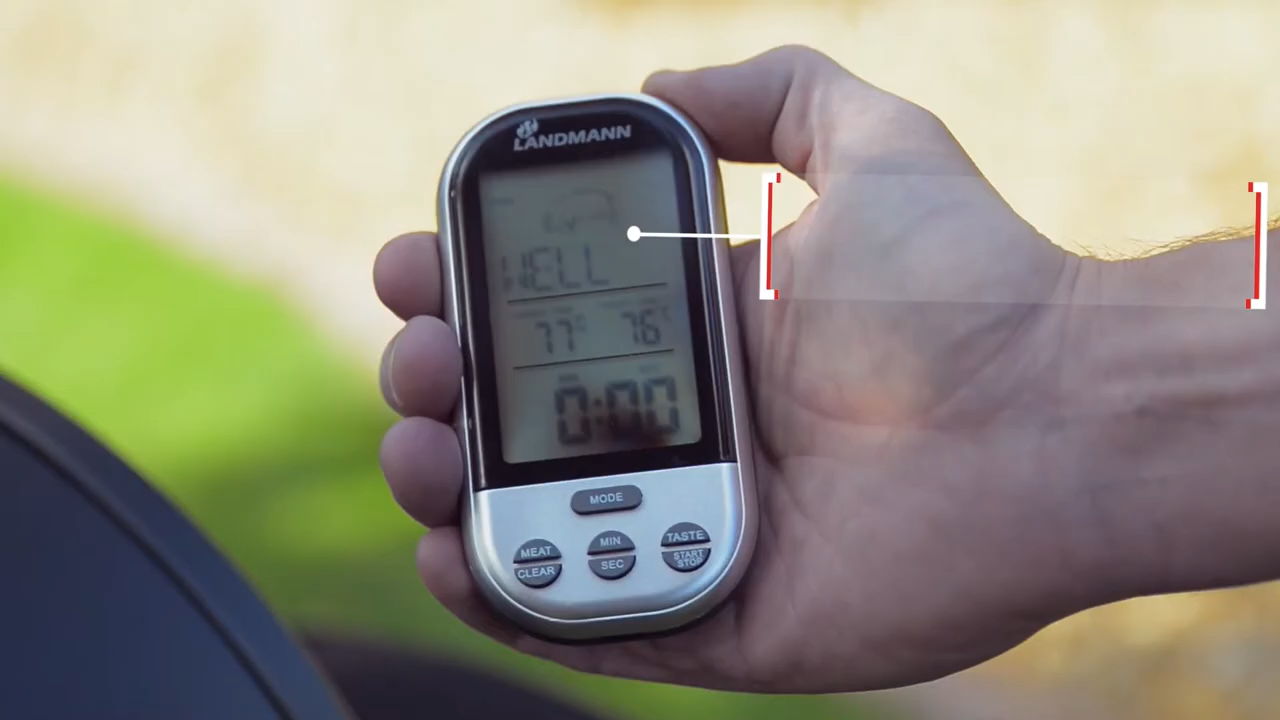 LANDMANN
WELL
77°C 76°C
0:00
MODE
MEAT MIN TASTE
CLEAR SEC START
STOP